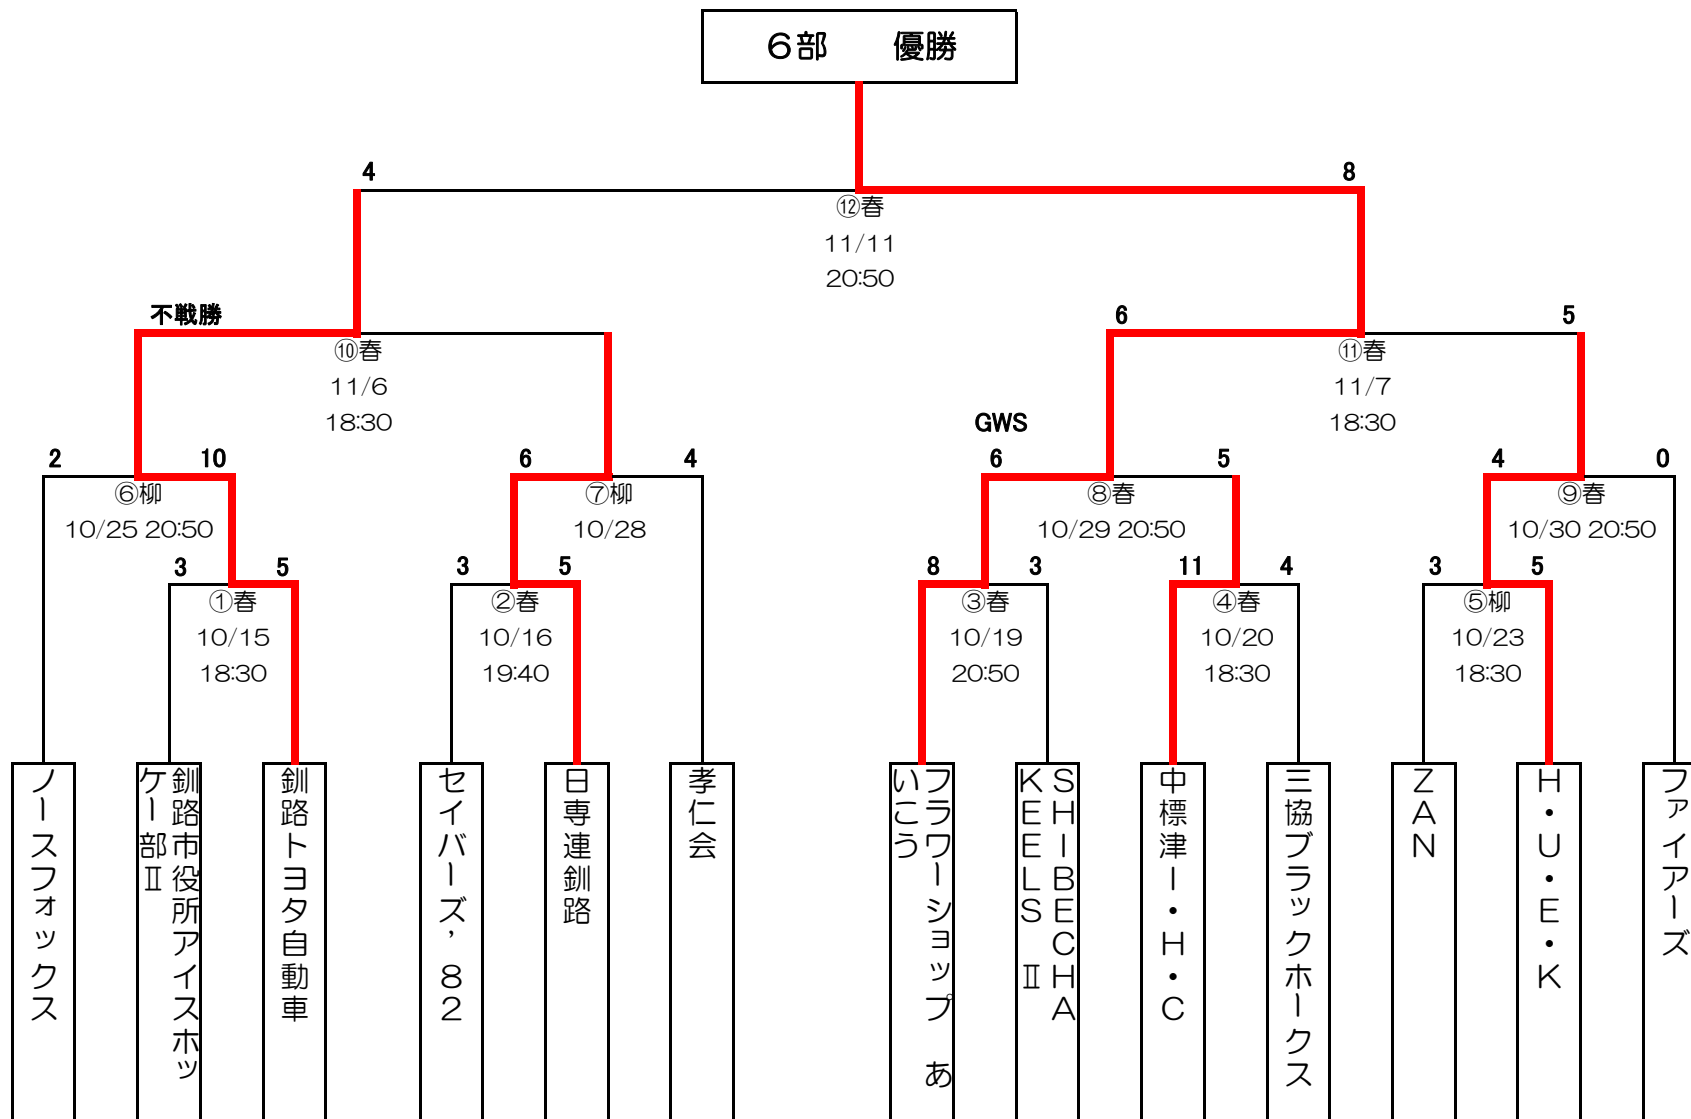 6部　　優勝
4
8
⑫春
11/11
20:50
不戦勝
6
5
⑩春
11/6
18:30
⑪春
11/7
18:30
GWS
2
10
6
4
6
5
4
0
⑥柳
10/25 20:50
⑦柳
10/28
⑧春
10/29 20:50
⑨春
10/30 20:50
3
5
3
5
8
3
11
4
3
5
①春
10/15
18:30
②春
10/16
19:40
③春
10/19
20:50
④春
10/20
18:30
⑤柳
10/23
18:30
ノースフォックス
釧路市役所アイスホッ
ケー部Ⅱ
釧路トヨタ自動車
セイバーズ’82
日専連釧路
孝仁会
フラワーショップ　あ
いこう
SHIBECHA
KEELS　Ⅱ
中標津I・H・C
三協ブラックホークス
ZAN
H・U・E・K
ファイアーズ